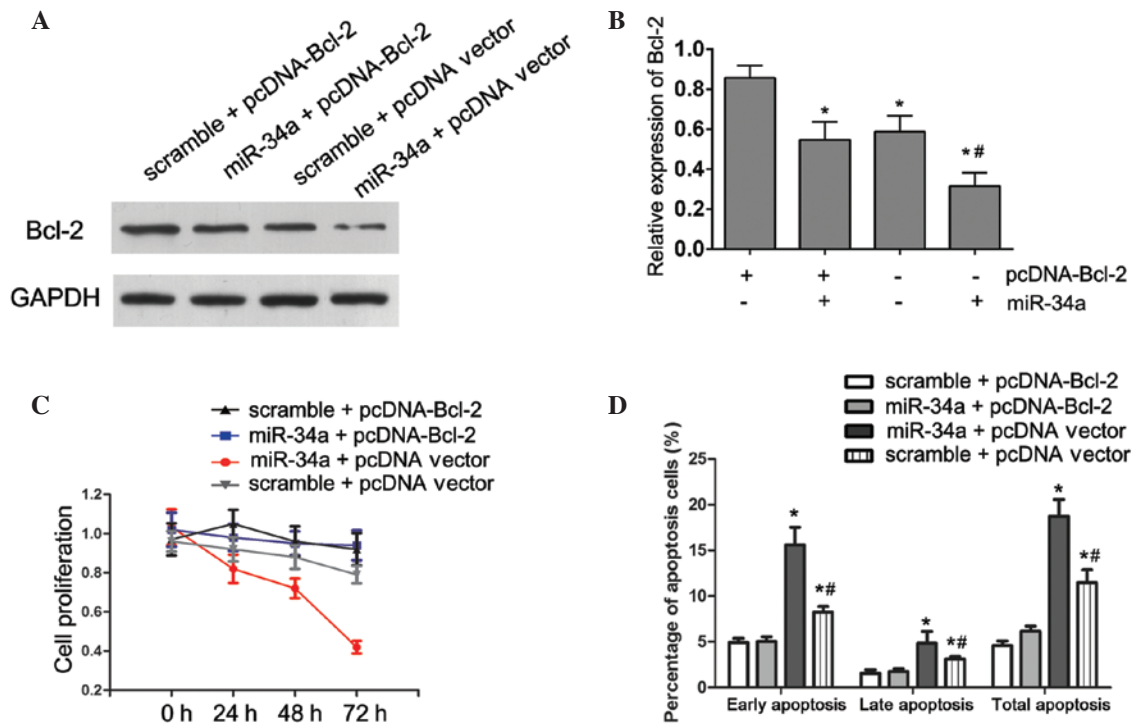 A
scramble + pcDNA-Bcl-2
miR-34a + pcDNA-Bcl-2
scramble + pcDNA vector
miR-34a + pcDNA vector
Bcl-2
GAPDH
B
Relative expression of Bcl-2
1.0
0.8
0.6
0.4
0.2
0.0
*
*
*#
+ + - - pcDNA-Bcl-2
- + - + miR-34a
C
scramble + pcDNA-Bcl-2
miR-34a + pcDNA-Bcl-2
miR-34a + pcDNA vector
scramble + pcDNA vector
Cell proliferation
1.2
1.0
0.8
0.6
0.4
0.2
0 h 24 h 48 h 72 h
D
scramble + pcDNA-Bcl-2
miR-34a + pcDNA-Bcl-2
miR-34a + pcDNA vector
scramble + pcDNA vector
Percentage of apoptosis cells (%)
25
20
15
10
5
0
*
*#
*
*#
*
*#
Early apoptosis Late apoptosis Total apoptosis